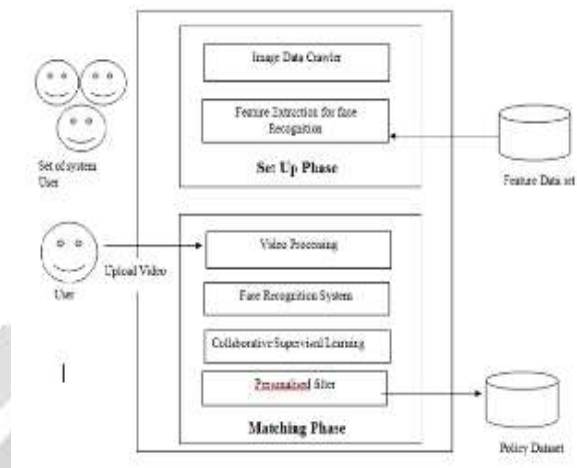 Image Data Crawler
Feature Extraction for face
Recognition
Set Up Phase
Set of system
User
Feature Data set
Upload Video
User
Video Processing
Face Recognition System
Collaborative Supervised Learning
Personalised filter
Matching Phase
Policy Dataset